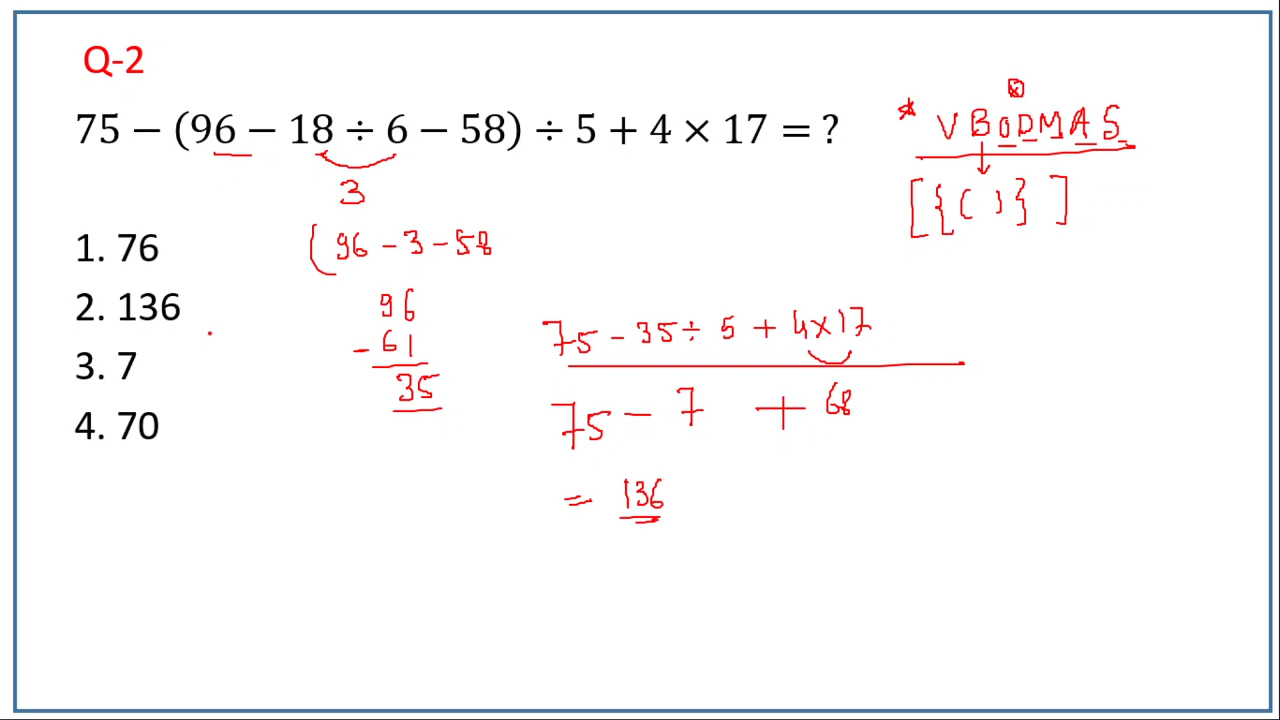 Q-2
75 − (96 − 18 ÷ 6 − 58) ÷ 5 + 4 × 17 = ?
* VBODMAS
[{( )}]
3
1. 76
2. 136
3. 7
4. 70
(96 - 3 - 58
96
- 61
35
75 - 35 ÷ 5 + 4×17
75 - 7 + 68
= 136